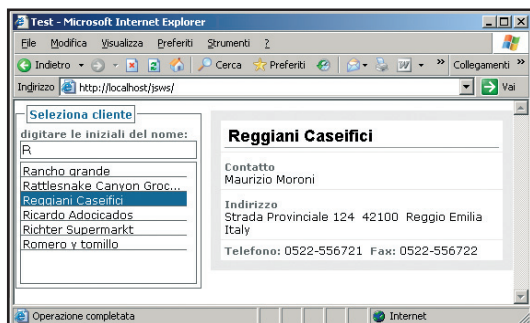 Test - Microsoft Internet Explorer
File Modifica Visualizza Preferiti Strumenti ?
Indietro Cerca Preferiti » Collegamenti »
Indirizzo http://localhost/jsws/ Vai
Seleziona cliente
digitare le iniziali del nome:
R
Rancho grande
Rattlesnake Canyon Groc...
Reggiani Caseifici
Ricardo Adocicados
Richter Supermarkt
Romero y tomillo
Reggiani Caseifici
Contatto
Maurizio Moroni
Indirizzo
Strada Provinciale 124 42100 Reggio Emilia
Italy
Telefono: 0522-556721 Fax: 0522-556722
Operazione completata Internet